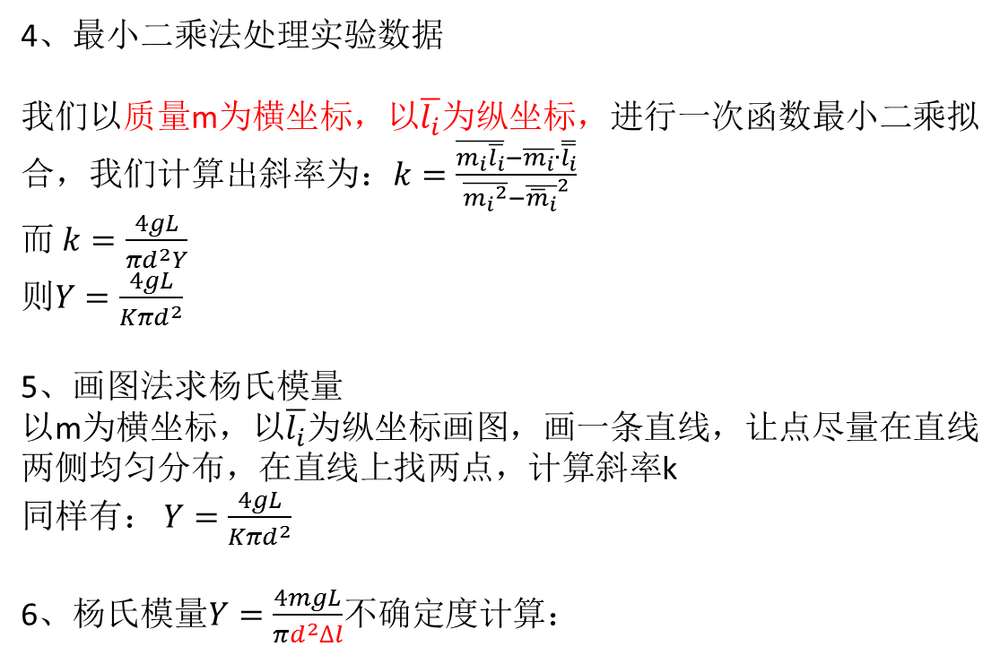 4、最小二乘法处理实验数据
我们以质量m为横坐标，以$\overline{l_i}$为纵坐标，进行一次函数最小二乘拟
合，我们计算出斜率为：$k=\frac{\overline{m_i\overline{l_i}}-\overline{m_i}\cdot\overline{\overline{l_i}}}{\overline{m_i{}^2}-\overline{m}_i{}^2}$
而 $k=\frac{4gL}{\pi d^2Y}$
则$Y=\frac{4gL}{K\pi d^2}$
5、画图法求杨氏模量
以m为横坐标，以$\overline{l_i}$为纵坐标画图，画一条直线，让点尽量在直线
两侧均匀分布，在直线上找两点，计算斜率k
同样有： $Y=\frac{4gL}{K\pi d^2}$
6、杨氏模量$Y=\frac{4mgL}{\pi d^2\Delta l}$不确定度计算：